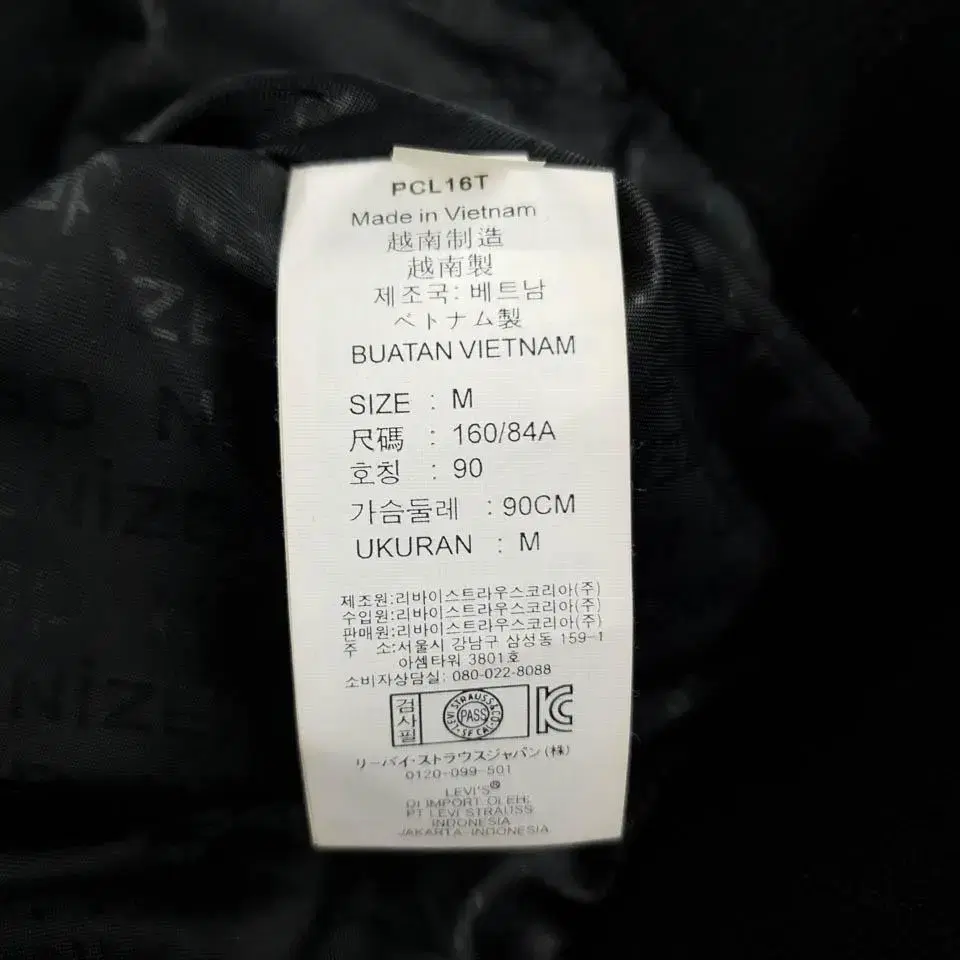 PCL16T
Made in Vietnam
越南制造
越南製
제조국: 베트남
ベトナム製
BUATAN VIETNAM
SIZE : M
尺碼 : 160/84A
호칭 : 90
가슴둘레 : 90CM
UKURAN : M
제조원:리바이스트라우스코리아(주)
수입원:리바이스트라우스코리아(주)
판매원:리바이스트라우스코리아(주)
주 소:서울시 강남구 삼성동 159-1
아셈타워 3801호
소비자상담실: 080-022-8088
검사필
LEVI STRAUSS & CO.
PASS
SF CAL
KC
リーバイ·ストラウスジャパン(株)
0120-099-501
LEVI'S®
DI IMPORT OLEH:
PT LEVI STRAUSS
INDONESIA
JAKARTA-INDONESIA